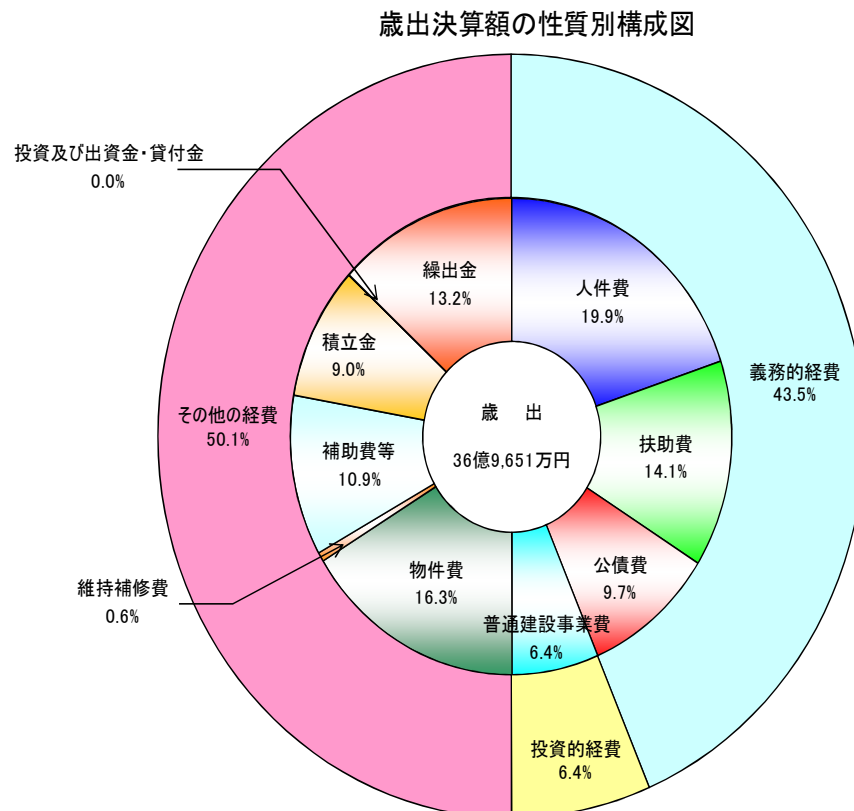 歳出決算額の性質別構成図
投資及び出資金・貸付金
0.0%
繰出金
13.2%
人件費
19.9%
積立金
9.0%
義務的経費
43.5%
その他の経費
50.1%
歳 出
36億9,651万円
扶助費
14.1%
補助費等
10.9%
公債費
9.7%
物件費
16.3%
維持補修費
0.6%
普通建設事業費
6.4%
投資的経費
6.4%